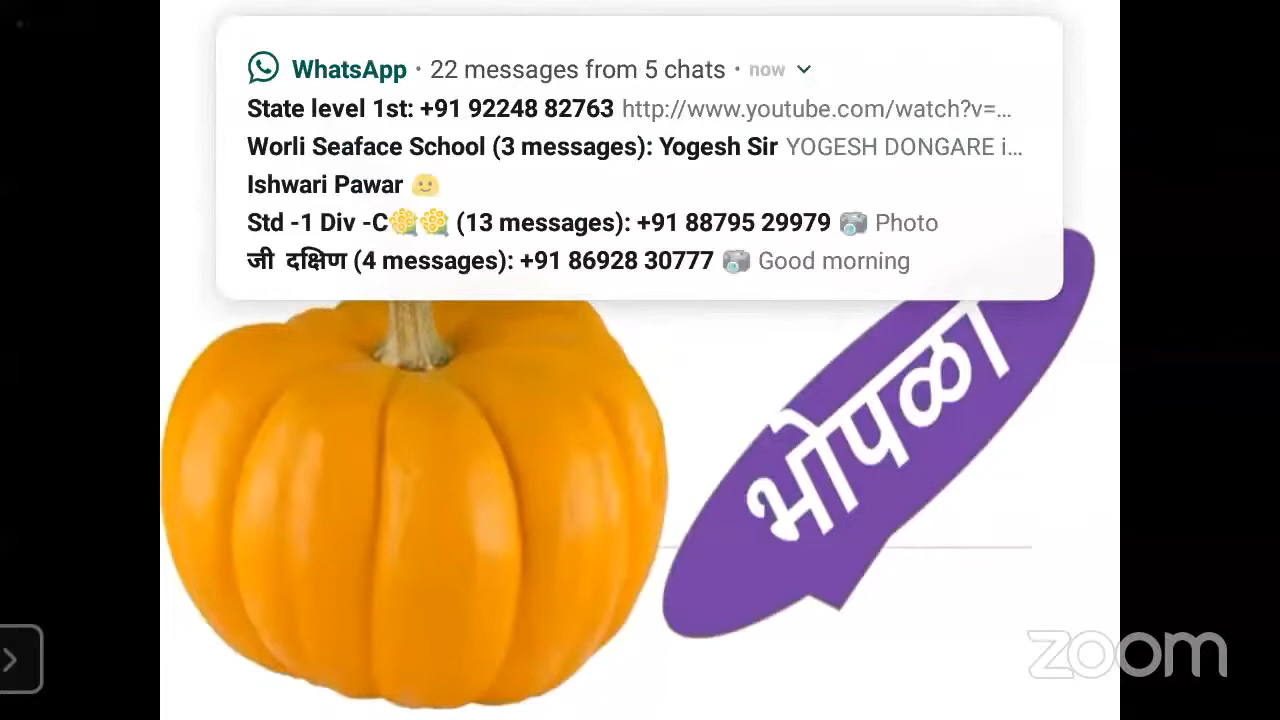 WhatsApp · 22 messages from 5 chats · now
State level 1st: +91 92248 82763 http://www.youtube.com/watch?v=...
Worli Seaface School (3 messages): Yogesh Sir YOGESH DONGARE i...
Ishwari Pawar 🙂
Std -1 Div -C💐💐 (13 messages): +91 88795 29979 📷 Photo
जी दक्षिण (4 messages): +91 86928 30777 📷 Good morning
भोपळा
zoom